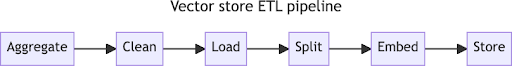 Vector store ETL pipeline
Aggregate
Clean
Load
Split
Embed
Store